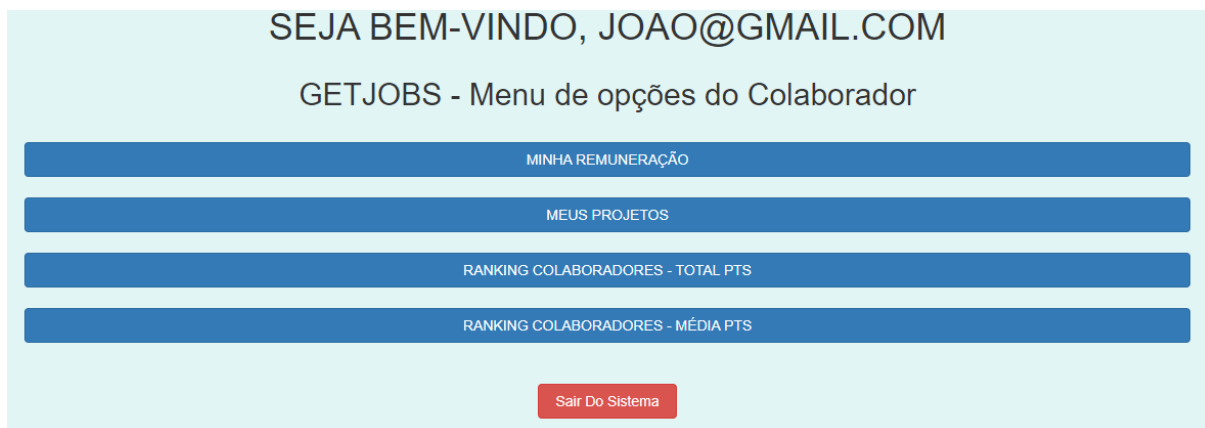 SEJA BEM-VINDO, JOAO@GMAIL.COM
GETJOBS - Menu de opções do Colaborador
MINHA REMUNERAÇÃO
MEUS PROJETOS
RANKING COLABORADORES - TOTAL PTS
RANKING COLABORADORES - MÉDIA PTS
Sair Do Sistema